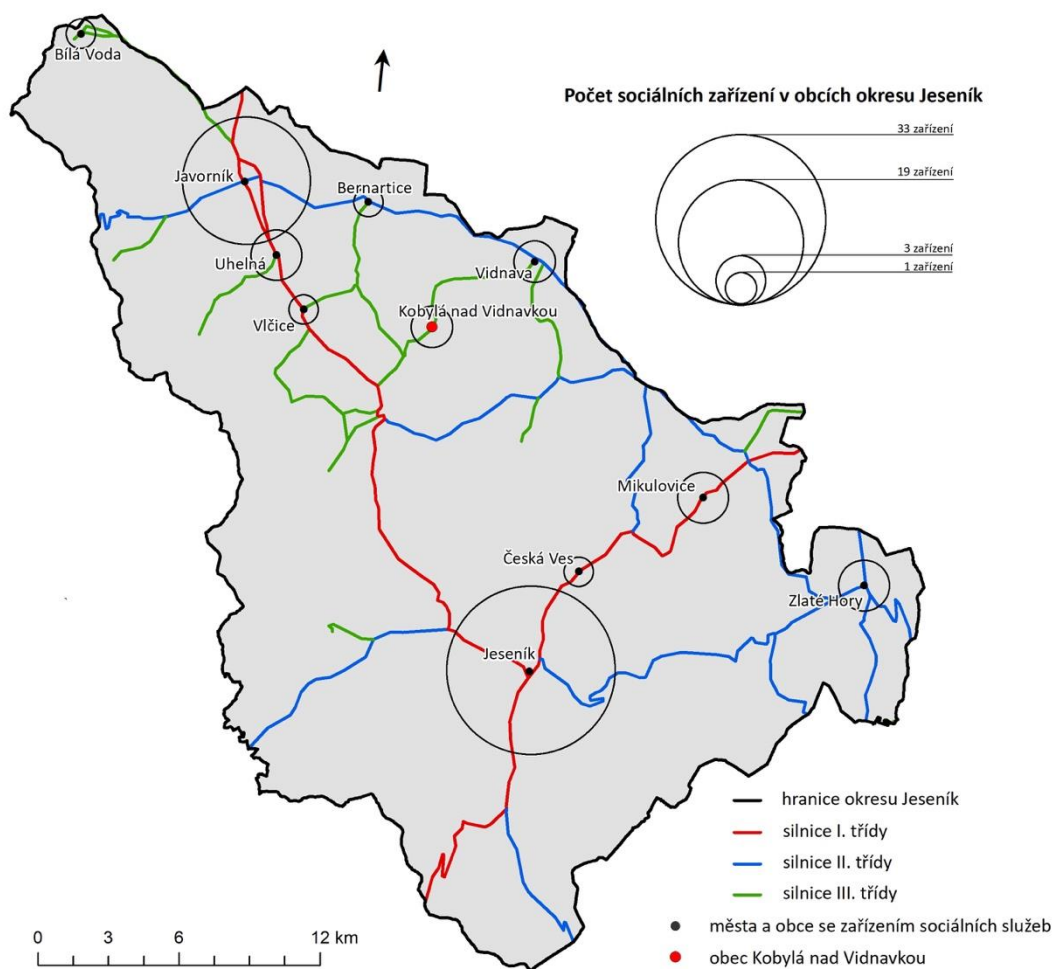 Bílá Voda
Počet sociálních zařízení v obcích okresu Jeseník
33 zařízení
19 zařízení
3 zařízení
1 zařízení
Javorník
Bernartice
Uhelná
Vidnava
Vlčice
Kobylá nad Vidnavkou
Mikulovice
Česká Ves
Zlaté Hory
Jeseník
hranice okresu Jeseník
silnice I. třídy
silnice II. třídy
silnice III. třídy
města a obce se zařízením sociálních služeb
obec Kobylá nad Vidnavkou
0 3 6 12 km